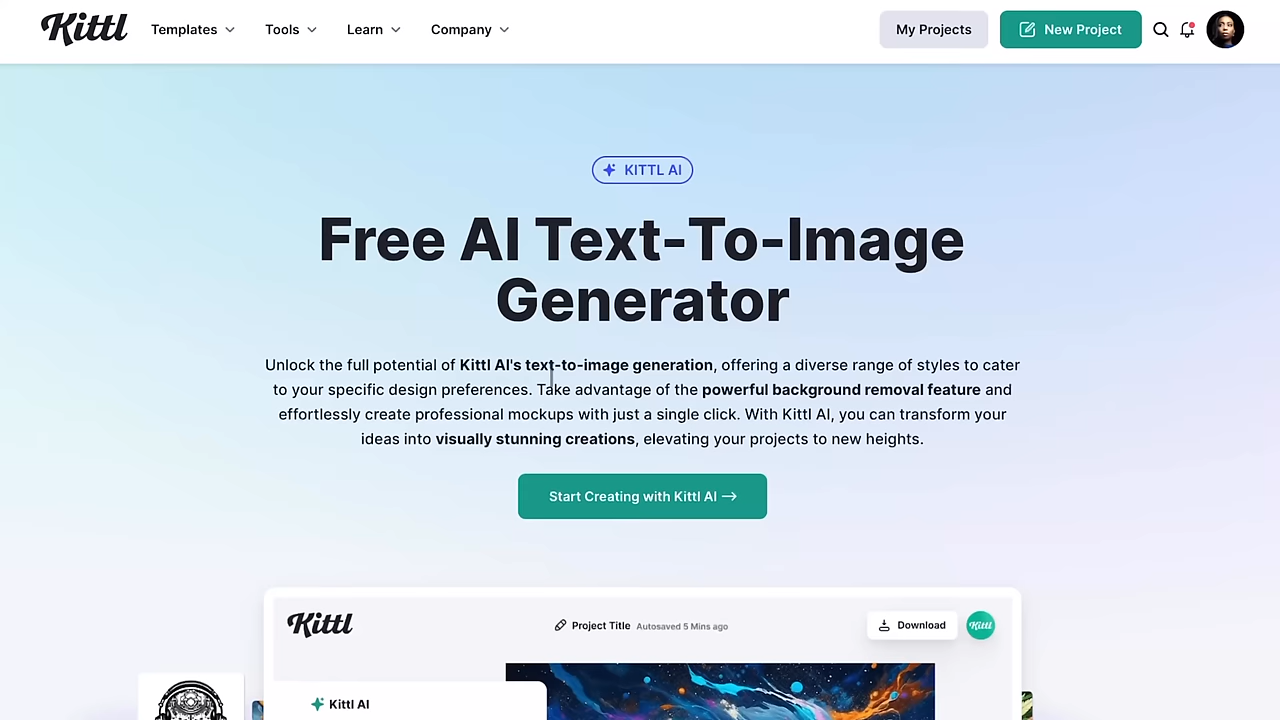 Kittl Templates Tools Learn Company My Projects New Project
KITTL AI
Free AI Text-To-Image
Generator
Unlock the full potential of Kittl AI's text-to-image generation, offering a diverse range of styles to cater
to your specific design preferences. Take advantage of the powerful background removal feature and
effortlessly create professional mockups with just a single click. With Kittl AI, you can transform your
ideas into visually stunning creations, elevating your projects to new heights.
Start Creating with Kittl AI →
Kittl Project Title Autosaved 5 Mins ago Download Kittl
Kittl AI